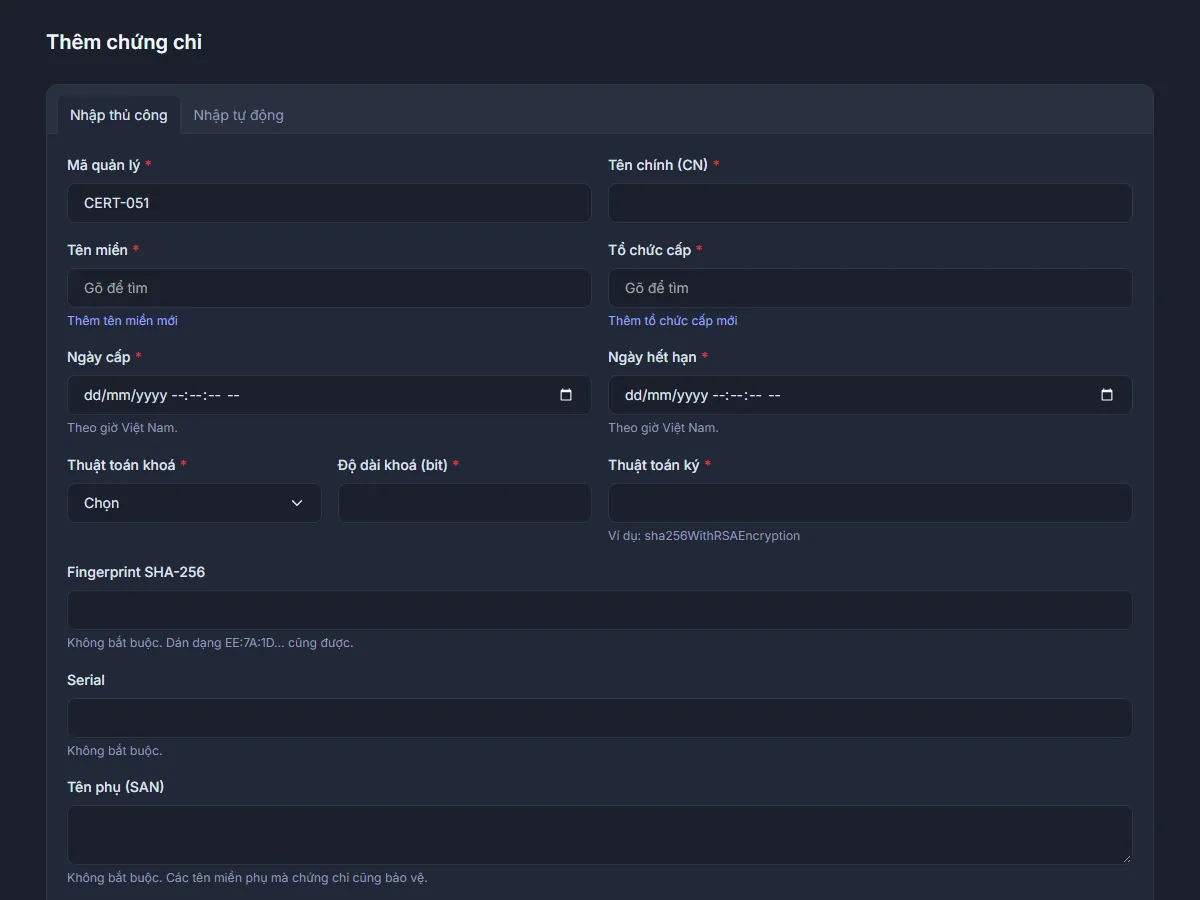 Thêm chứng chỉ
Nhập thủ công
Nhập tự động
Mã quản lý *
Tên chính (CN) *
CERT-051
Tên miền *
Tổ chức cấp *
Gõ để tìm
Gõ để tìm
Thêm tên miền mới
Thêm tổ chức cấp mới
Ngày cấp *
Ngày hết hạn *
dd/mm/yyyy --:--:-- --
dd/mm/yyyy --:--:-- --
Theo giờ Việt Nam.
Theo giờ Việt Nam.
Thuật toán khoá *
Độ dài khoá (bit) *
Thuật toán ký *
Chọn
Ví dụ: sha256WithRSAEncryption
Fingerprint SHA-256
Không bắt buộc. Dán dạng EE:7A:1D... cũng được.
Serial
Không bắt buộc.
Tên phụ (SAN)
Không bắt buộc. Các tên miền phụ mà chứng chỉ cũng bảo vệ.